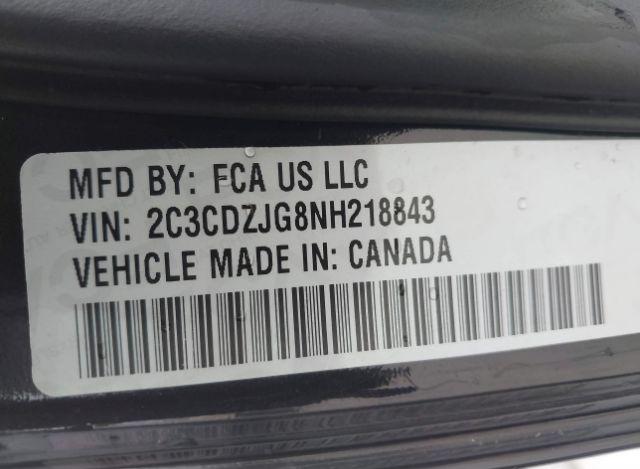 MFD BY: FCA US LLC
VIN: 2C3CDZJG8NH218843
VEHICLE MADE IN: CANADA